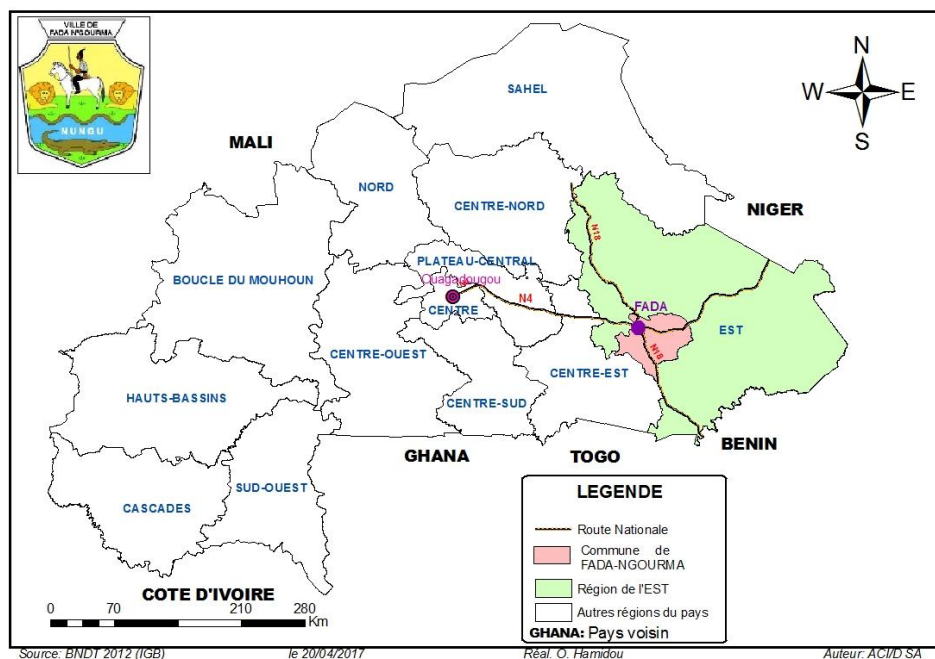 VILLE DE
FADA N'GOURMA
NUNGU
N
W E
S
SAHEL
MALI
NORD
CENTRE-NORD
NIGER
N18
PLATEAU-CENTRAL
BOUCLE DU MOUHOUN
Ouagadougou
N4
FADA
CENTRE
EST
N18
CENTRE-OUEST
CENTRE-EST
HAUTS-BASSINS
CENTRE-SUD
BENIN
GHANA
TOGO
SUD-OUEST
CASCADES
COTE D'IVOIRE
0 70 210 280
Km
LEGENDE
Route Nationale
Commune de
FADA-NGOURMA
Région de l'EST
Autres régions du pays
GHANA: Pays voisin
Source: BNDT 2012 (IGB) le 20/04/2017 Réal. O. Hamidou Auteur: ACI/D SA